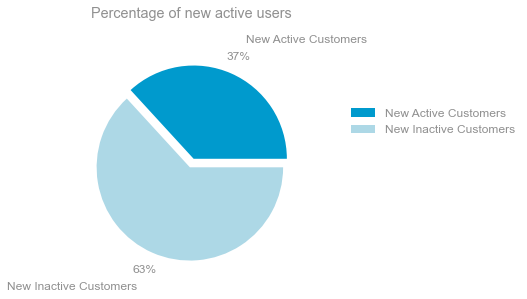 Percentage of new active users
New Active Customers
37%
New Active Customers
New Inactive Customers
63%
New Inactive Customers